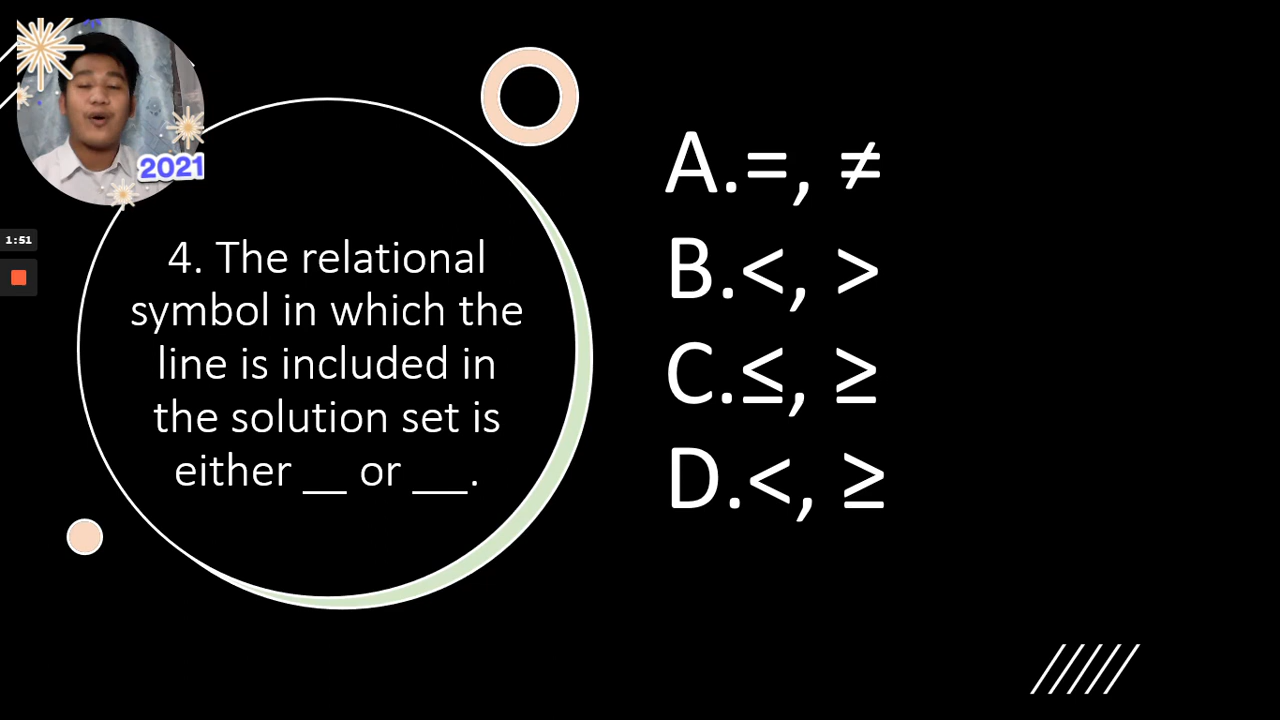 2021
1:51
4. The relational
symbol in which the
line is included in
the solution set is
either __ or ___.
A.=, ≠
B.<, >
C.≤, ≥
D.<, ≥